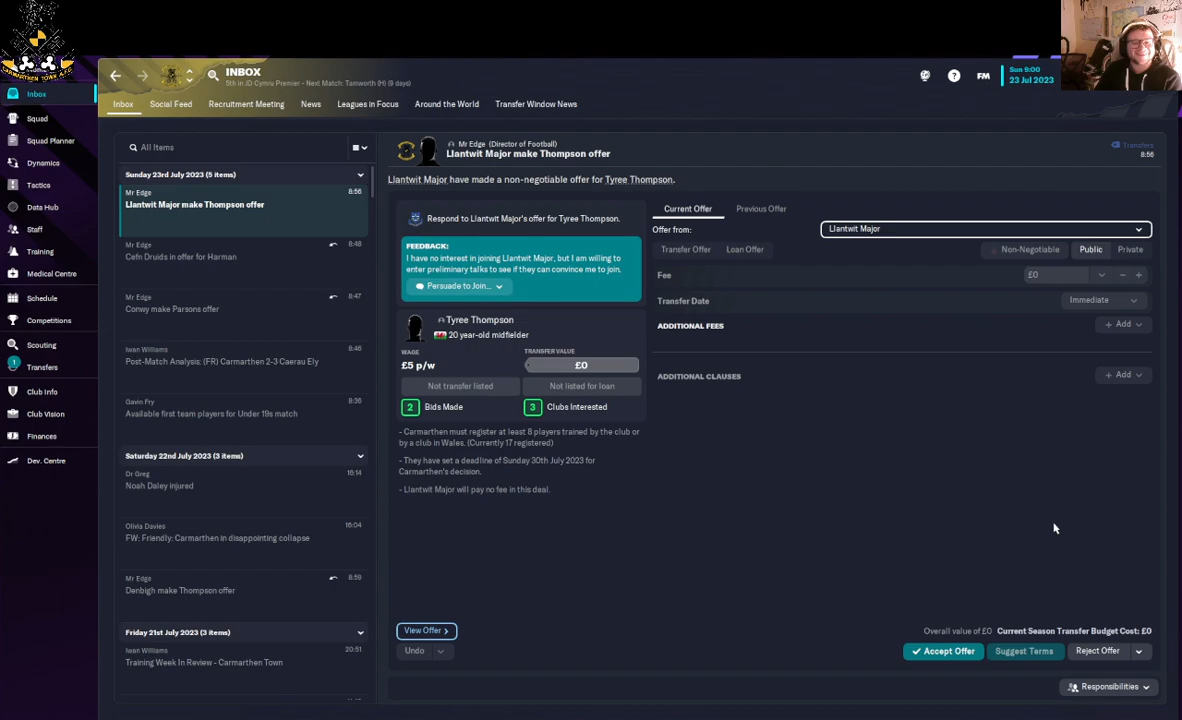 CARMARTHEN TOWN A.F.C.
INBOX
5th in JD Cymru Premier - Next Match: Tamworth (H) (9 days)
FM
Sun 9:00
23 Jul 2023
Inbox
Social Feed
Recruitment Meeting
News
Leagues in Focus
Around the World
Transfer Window News
Inbox
Squad
Squad Planner
Dynamics
Tactics
Data Hub
Staff
Training
Medical Centre
Schedule
Competitions
Scouting
1
Transfers
Club Info
Club Vision
Finances
Dev. Centre
All Items
Sunday 23rd July 2023 (5 items)
Mr Edge 8:56
Llantwit Major make Thompson offer
Mr Edge 8:48
Cefn Druids in offer for Harman
Mr Edge 8:47
Conwy make Parsons offer
Iwan Williams 8:46
Post-Match Analysis: (FR) Carmarthen 2-3 Caerau Ely
Gavin Fry 8:36
Available first team players for Under 19s match
Saturday 22nd July 2023 (3 items)
Dr Greg 16:14
Noah Daley injured
Olivia Davies 16:04
FW: Friendly: Carmarthen in disappointing collapse
Mr Edge 8:59
Denbigh make Thompson offer
Friday 21st July 2023 (3 items)
Iwan Williams 20:51
Training Week In Review - Carmarthen Town
Mr Edge (Director of Football)
Llantwit Major make Thompson offer
Transfers
8:56
Llantwit Major have made a non-negotiable offer for Tyree Thompson.
Respond to Llantwit Major's offer for Tyree Thompson.
FEEDBACK:
I have no interest in joining Llantwit Major, but I am willing to
enter preliminary talks to see if they can convince me to join.
Persuade to Join...
Tyree Thompson
20 year-old midfielder
WAGE
£5 p/w
TRANSFER VALUE
£0
Not transfer listed
Not listed for loan
2 Bids Made
3 Clubs Interested
- Carmarthen must register at least 8 players trained by the club or
by a club in Wales. (Currently 17 registered)
- They have set a deadline of Sunday 30th July 2023 for
Carmarthen's decision.
- Llantwit Major will pay no fee in this deal.
View Offer
Undo
Current Offer
Previous Offer
Offer from:
Llantwit Major
Transfer Offer
Loan Offer
Non-Negotiable
Public
Private
Fee
£0
Transfer Date
Immediate
ADDITIONAL FEES
+ Add
ADDITIONAL CLAUSES
+ Add
Overall value of £0 Current Season Transfer Budget Cost: £0
Accept Offer
Suggest Terms
Reject Offer
Responsibilities